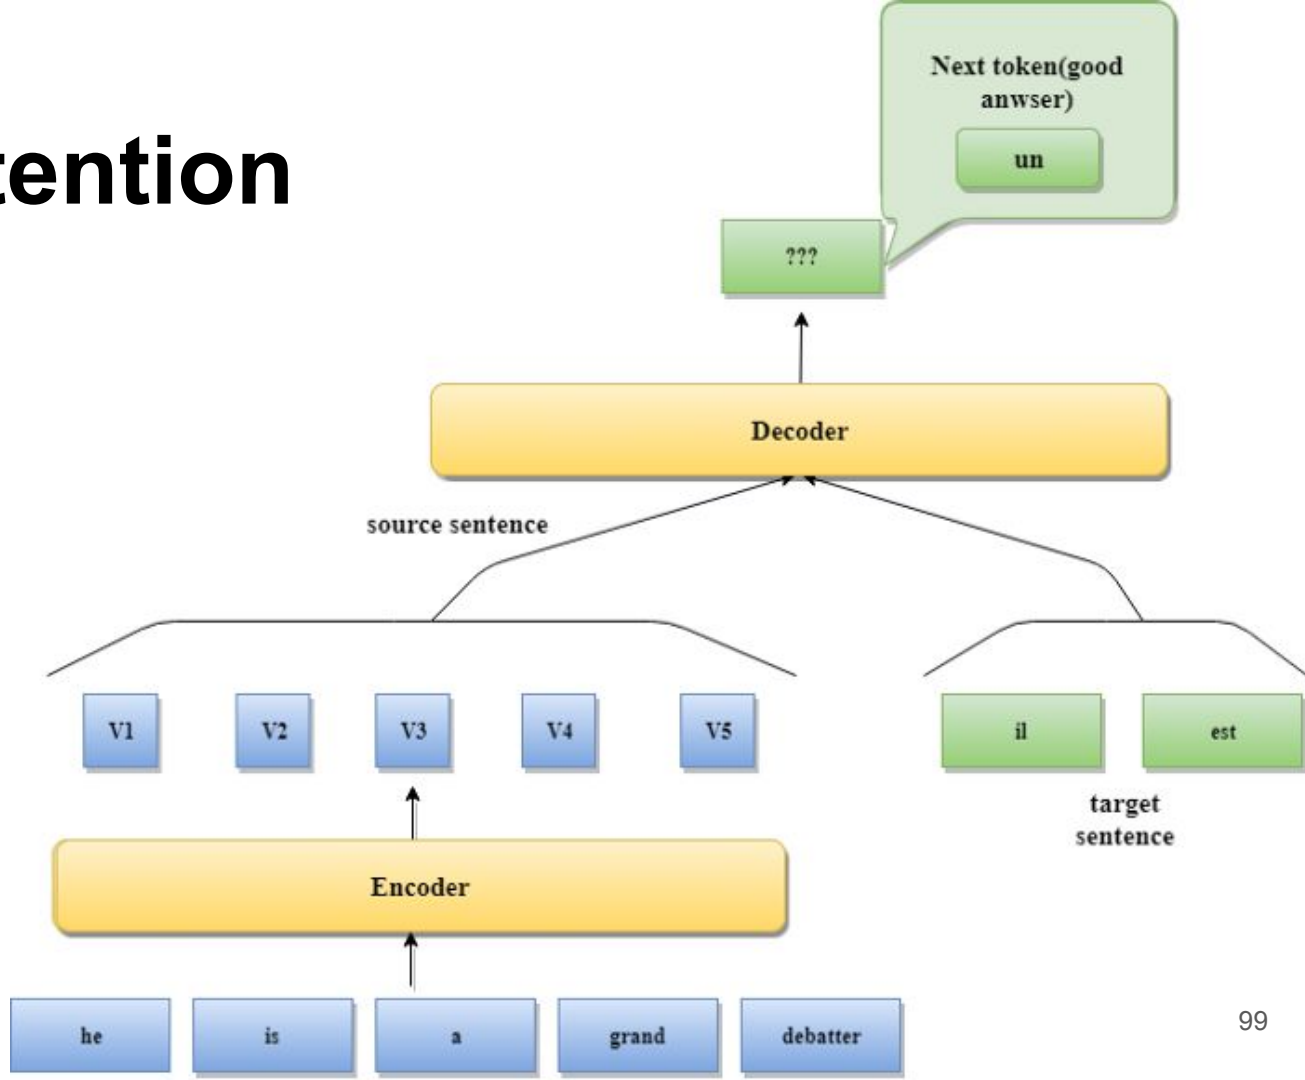 Next token(good
anwser)
un
tention
???
Decoder
source sentence
V1 V2 V3 V4 V5
il est
target
sentence
Encoder
he is a grand debatter
99